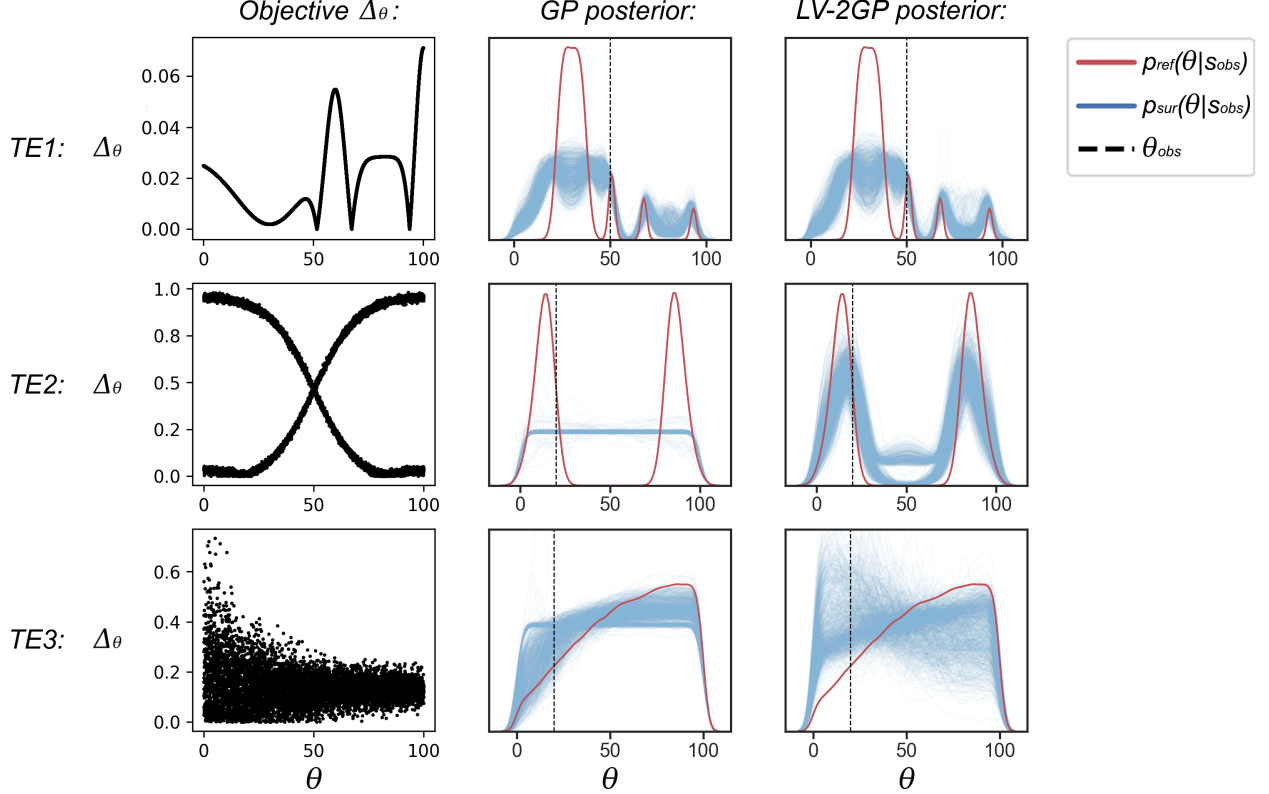 Objective Δθ: GP posterior: LV-2GP posterior:
pref(θ|sobs)
psur(θ|sobs)
θobs
TE1: Δθ
0.06
0.04
0.02
0.00
0 50 100 0 50 100 0 50 100
TE2: Δθ
1.0
0.8
0.5
0.2
0.0
0 50 100 0 50 100 0 50 100
TE3: Δθ
0.6
0.4
0.2
0.0
0 50 100 0 50 100 0 50 100
θ θ θ